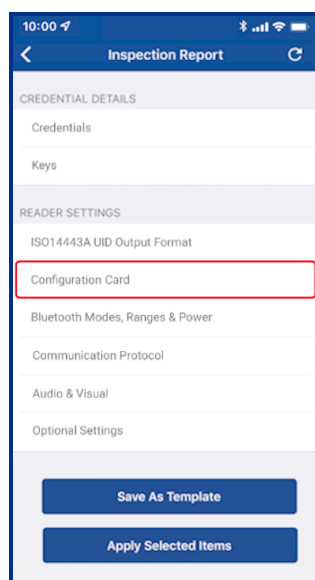 10:00
Inspection Report
CREDENTIAL DETAILS
Credentials
Keys
READER SETTINGS
ISO14443A UID Output Format
Configuration Card
Bluetooth Modes, Ranges & Power
Communication Protocol
Audio & Visual
Optional Settings
Save As Template
Apply Selected Items